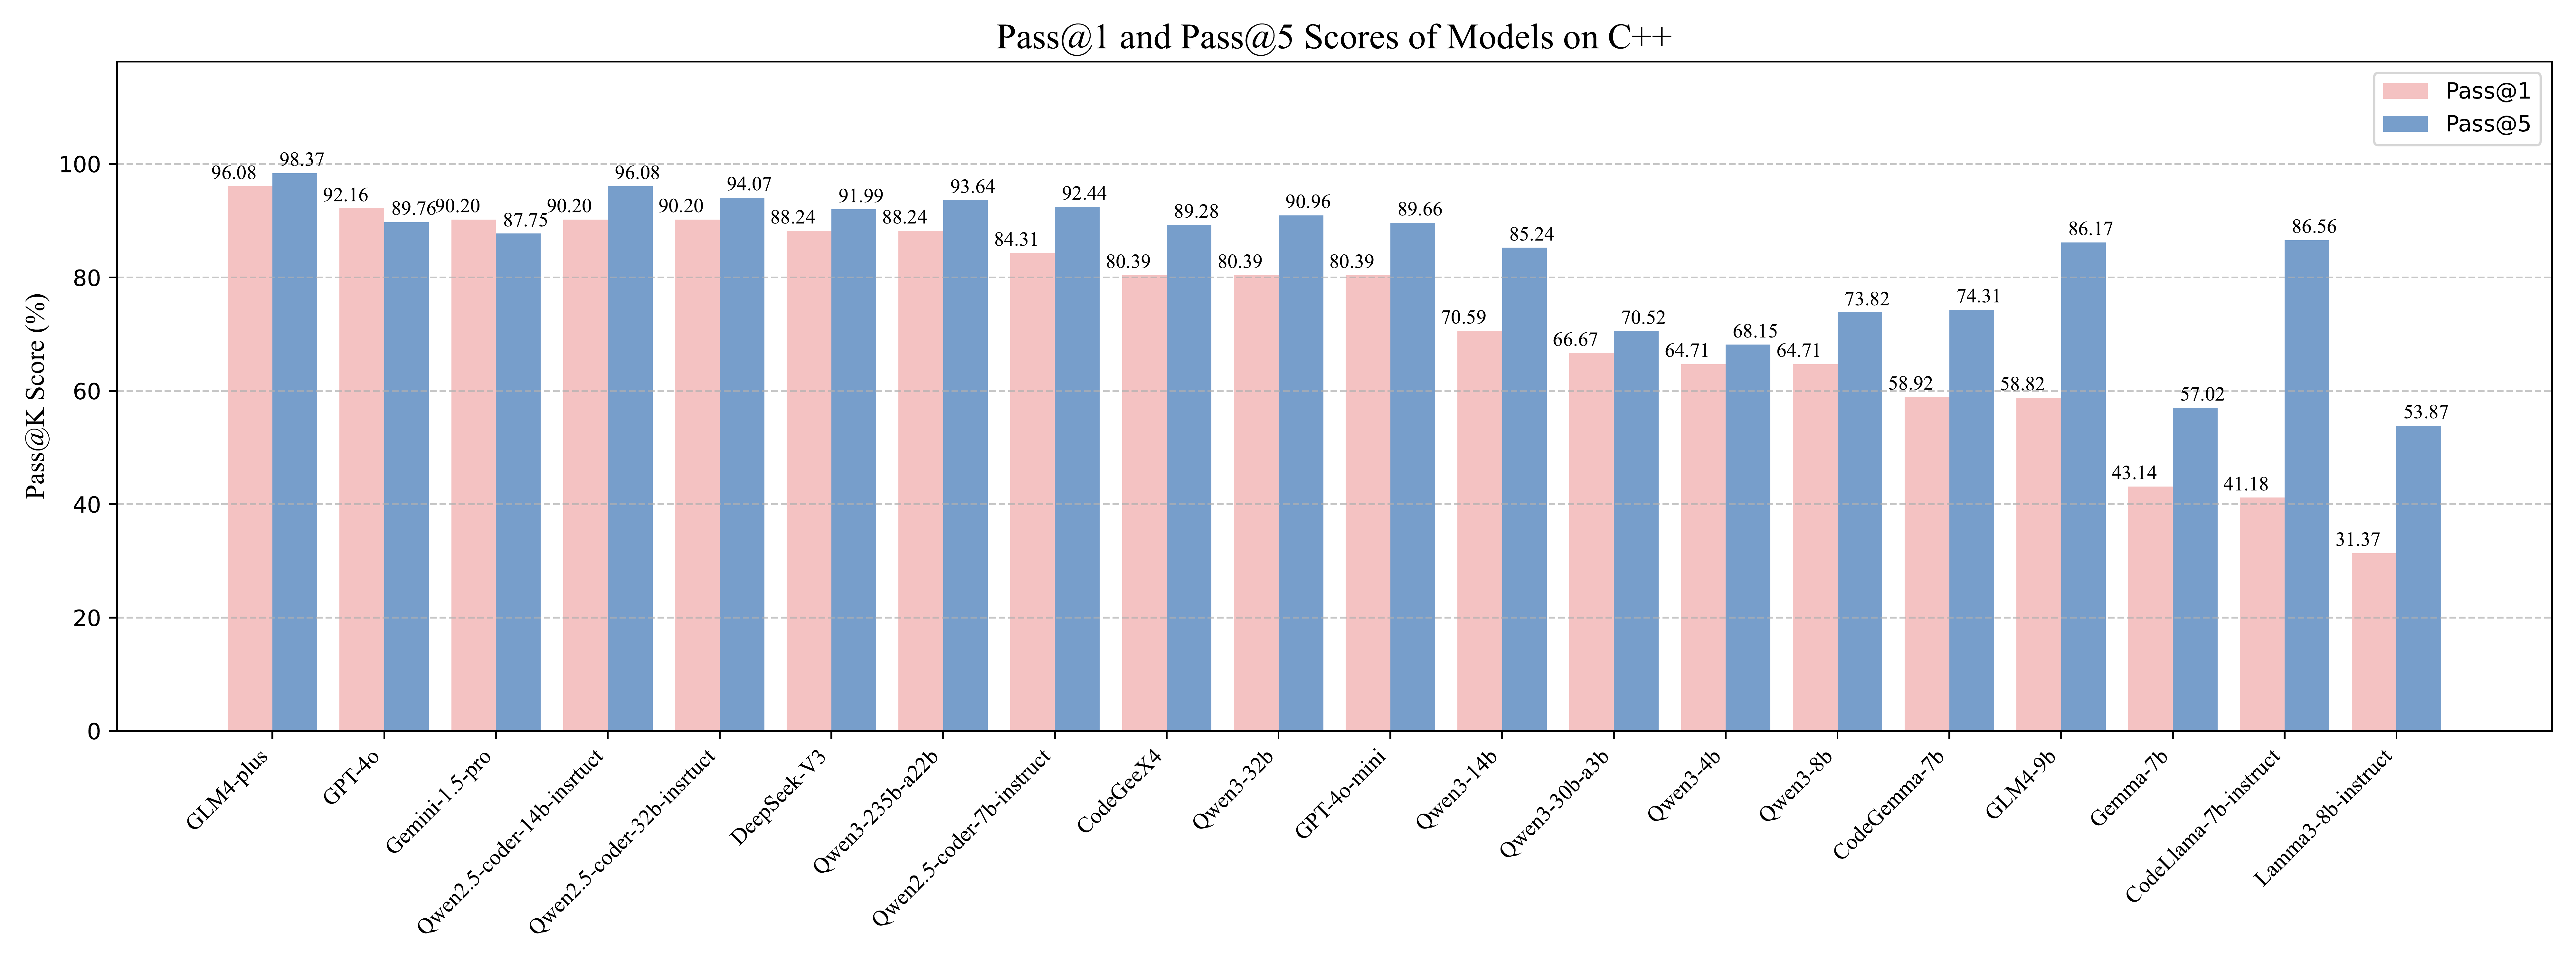 Pass@1 and Pass@5 Scores of Models on C++
Pass@1
Pass@5
Pass@K Score (%)
100
80
60
40
20
0
96.08 98.37
92.16 89.76
90.20 87.75
90.20 96.08
90.20 94.07
88.24 91.99
88.24 93.64
84.31 92.44
80.39 89.28
80.39 90.96
80.39 89.66
70.59 85.24
66.67 70.52
64.71 68.15
64.71 73.82
58.92 74.31
58.82 86.17
43.14 57.02
41.18 86.56
31.37 53.87
GLM4-plus
GPT-4o
Gemini-1.5-pro
Qwen2.5-coder-14b-insrtuct
Qwen2.5-coder-32b-insrtuct
DeepSeek-V3
Qwen3-235b-a22b
Qwen2.5-coder-7b-instruct
CodeGeeX4
Qwen3-32b
GPT-4o-mini
Qwen3-14b
Qwen3-30b-a3b
Qwen3-4b
Qwen3-8b
CodeGemma-7b
GLM4-9b
Gemma-7b
CodeLlama-7b-instruct
Lamma3-8b-instruct